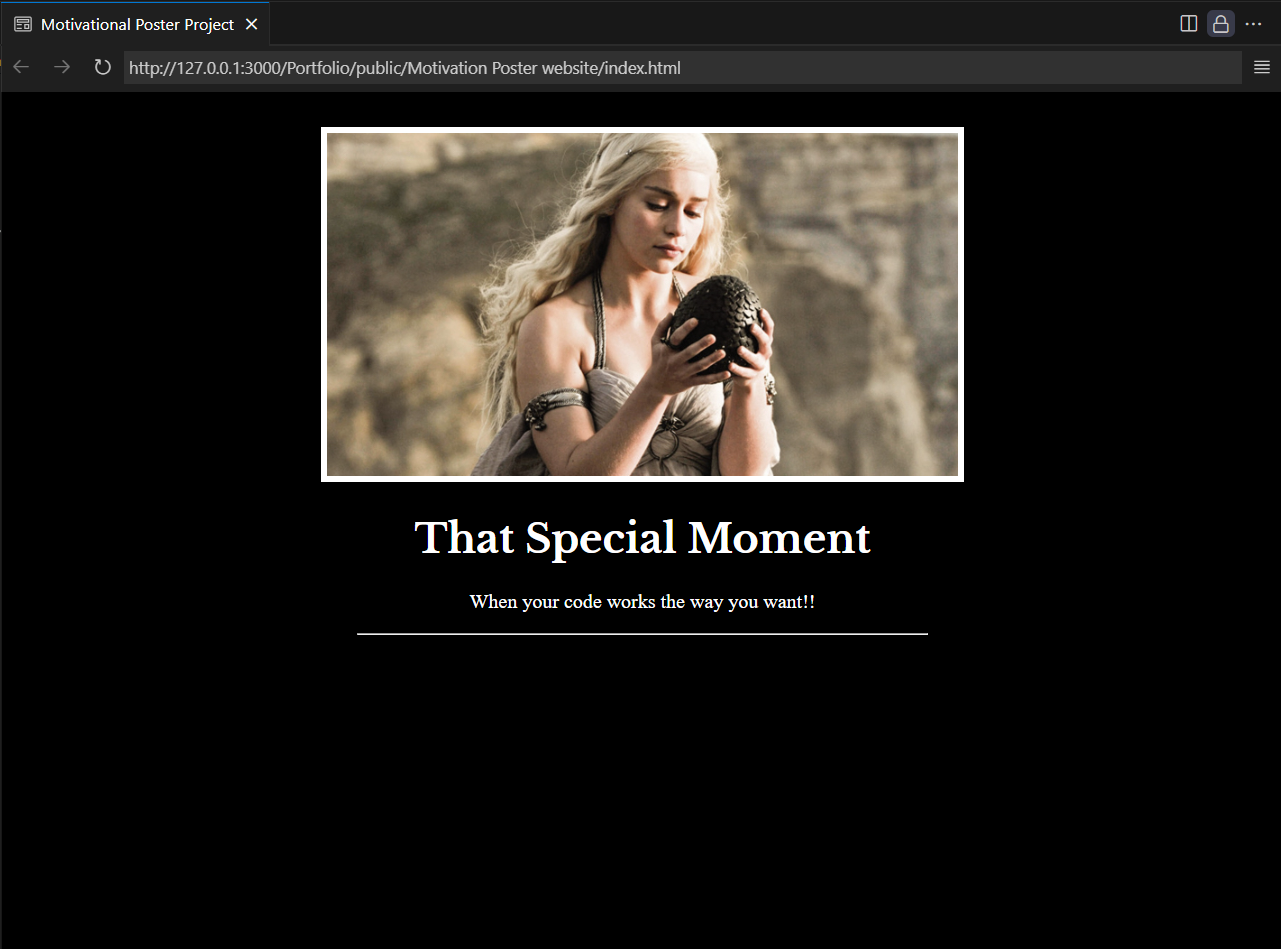 Motivational Poster Project
http://127.0.0.1:3000/Portfolio/public/Motivation Poster website/index.html
That Special Moment
When your code works the way you want!!